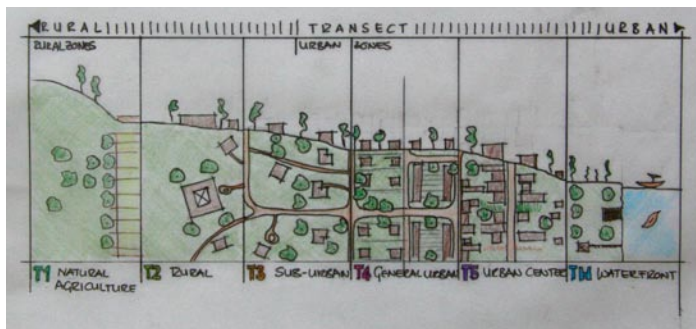 RURAL TRANSECT URBAN
RURAL ZONES URBAN ZONES
T1 NATURAL
AGRICULTURE
T2 RURAL
T3 SUB-URBAN
T4 GENERAL URBAN
T5 URBAN CENTER
TW WATERFRONT